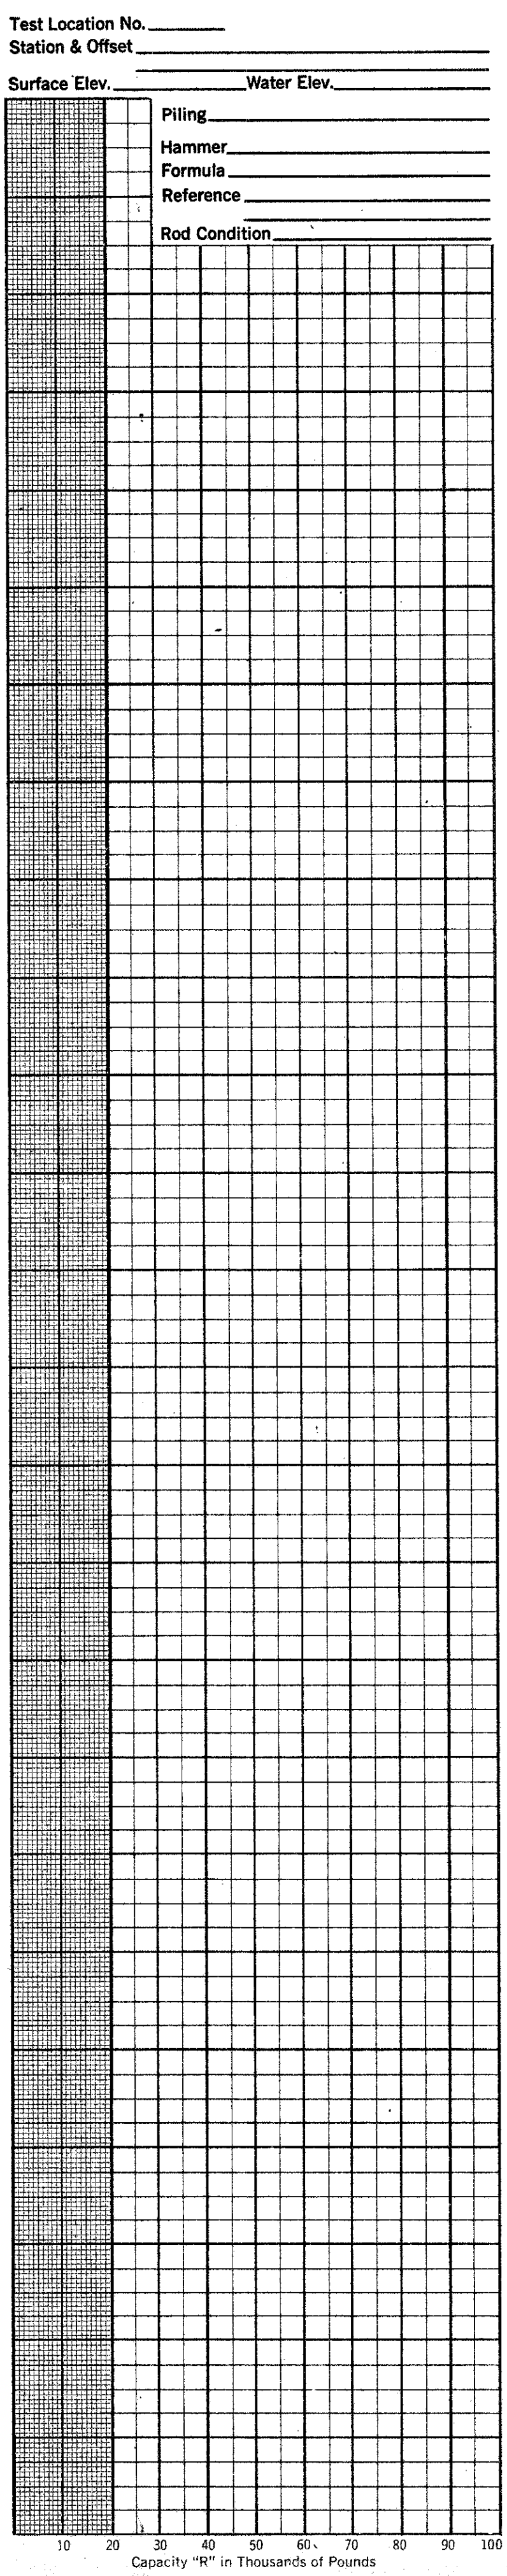 Test Location No.
Station & Offset
Surface Elev. Water Elev.
Piling
Hammer
Formula
Reference
Rod Condition
10 20 30 40 50 60 70 80 90 100
Capacity "R" in Thousands of Pounds